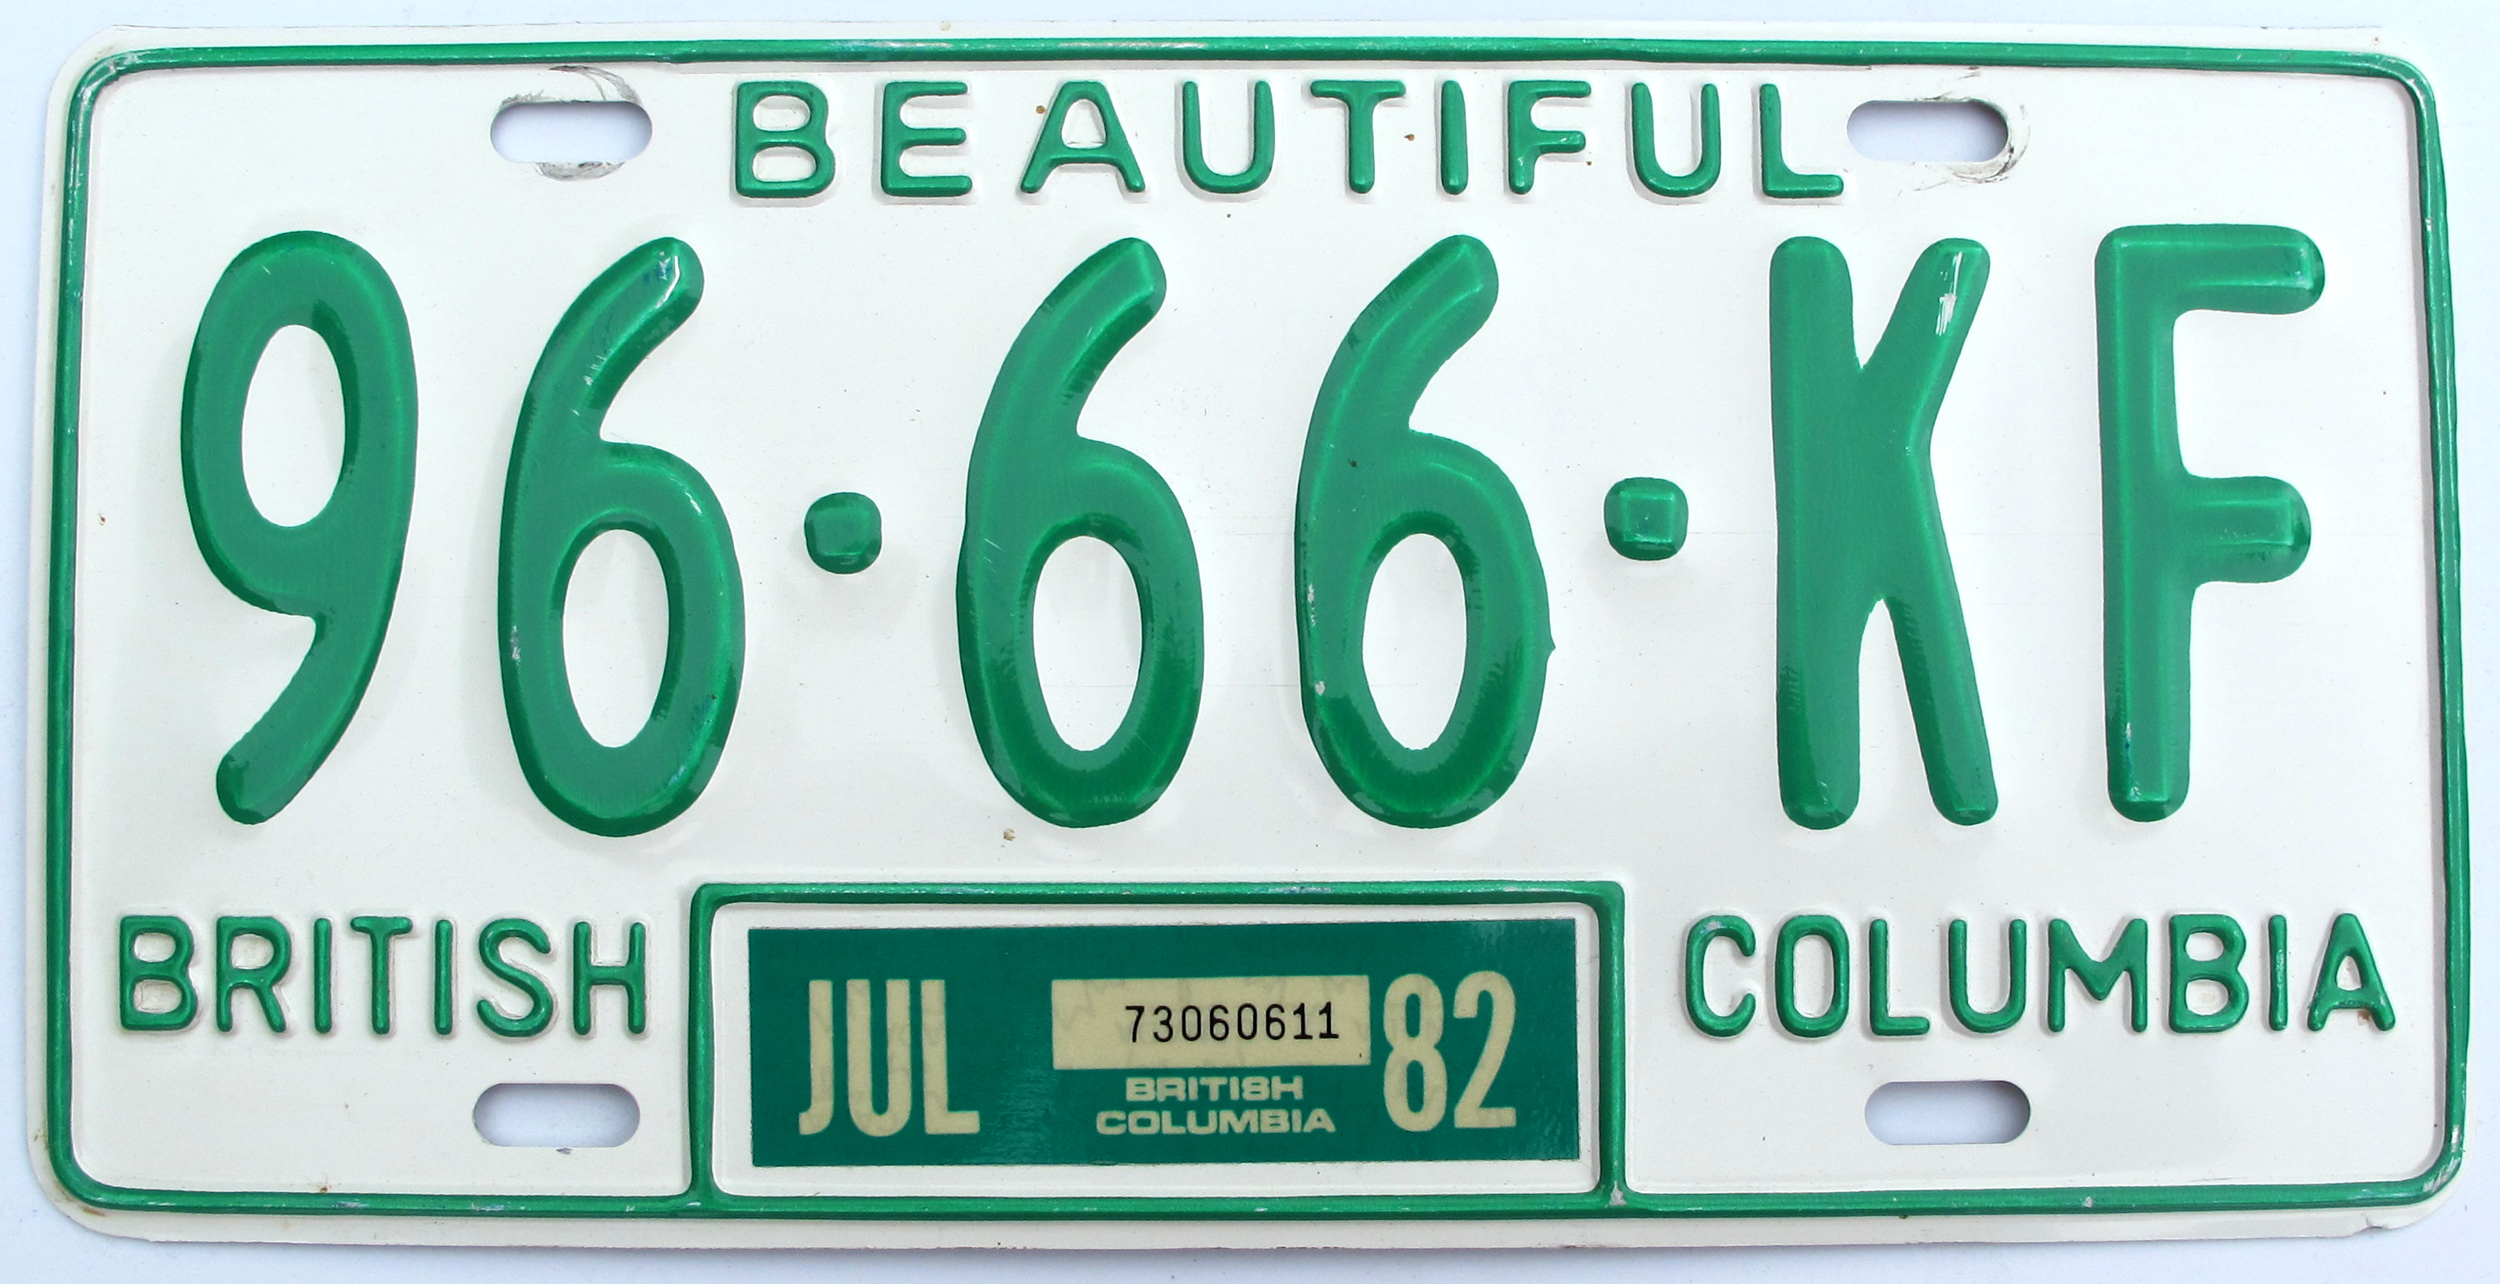 BEAUTIFUL
96·66·KF
BRITISH COLUMBIA
JUL 73060611 82
BRITISH
COLUMBIA